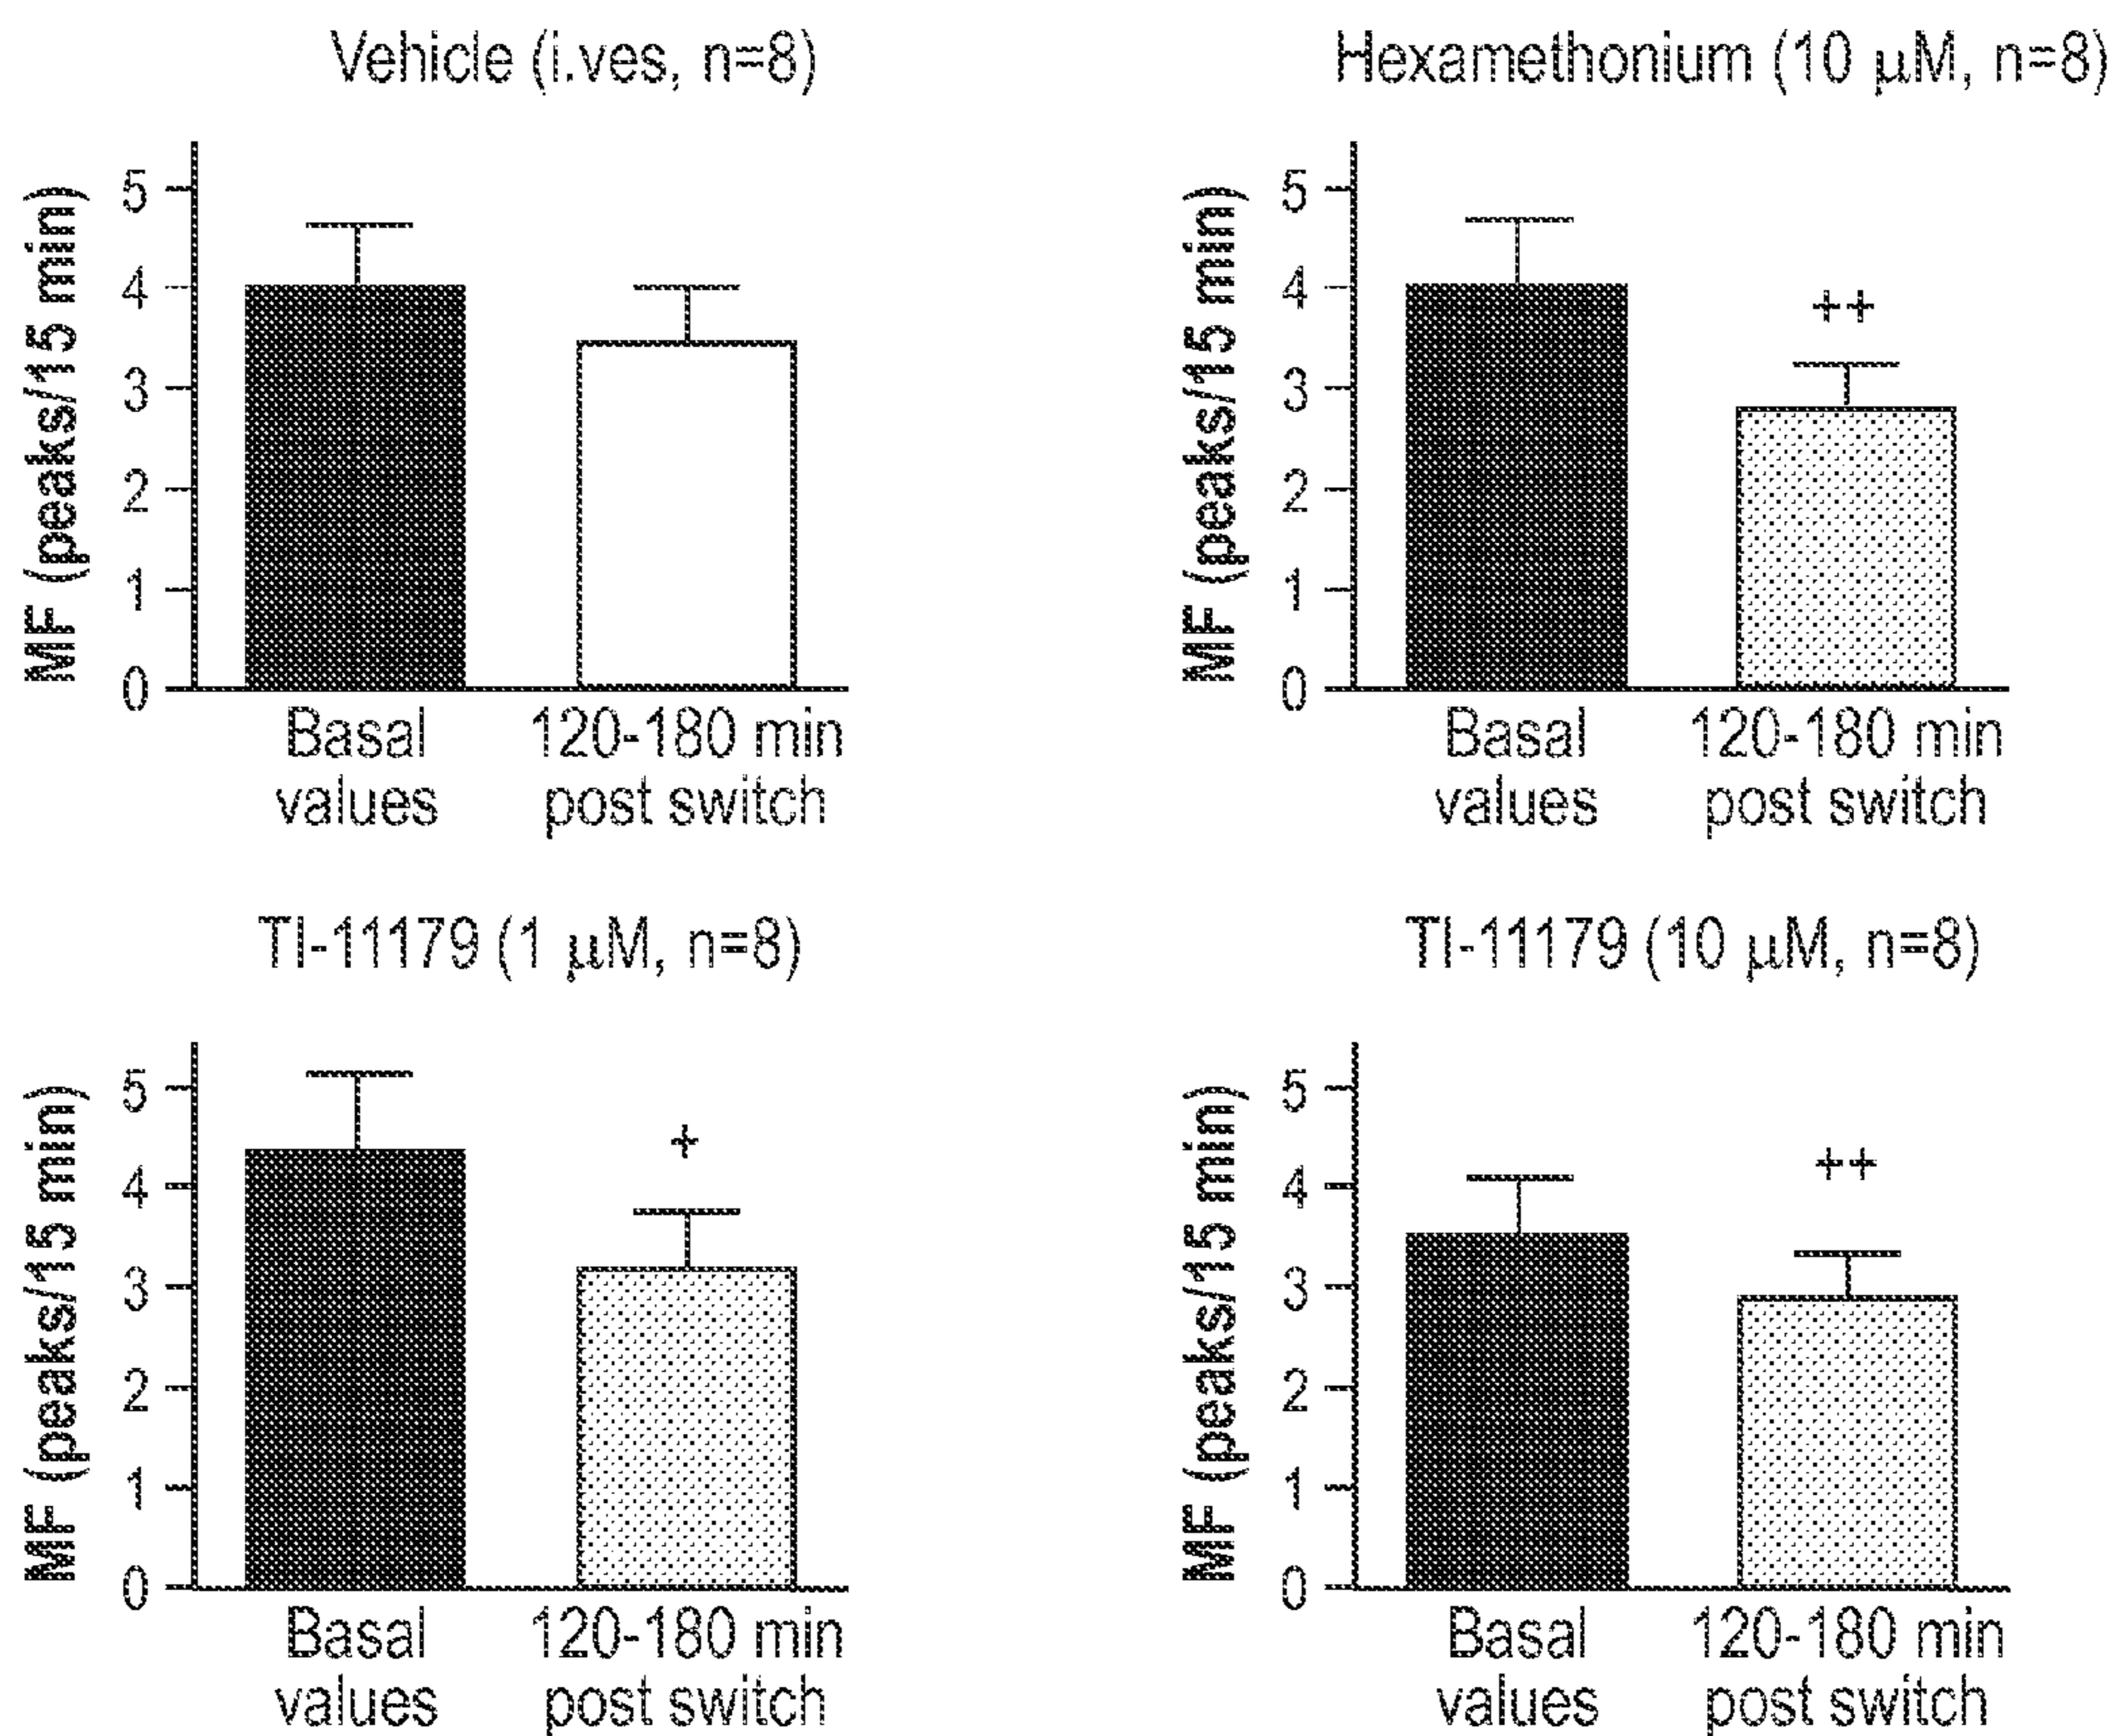 Vehicle (i.ves, n=8)
MF (peaks/15 min)
5
4
3
2
1
0
Basal values
120-180 min post switch
Hexamethonium (10 μM, n=8)
MF (peaks/15 min)
5
4
3
2
1
0
++
Basal values
120-180 min post switch
TI-11179 (1 μM, n=8)
MF (peaks/15 min)
5
4
3
2
1
0
+
Basal values
120-180 min post switch
TI-11179 (10 μM, n=8)
MF (peaks/15 min)
5
4
3
2
1
0
++
Basal values
120-180 min post switch